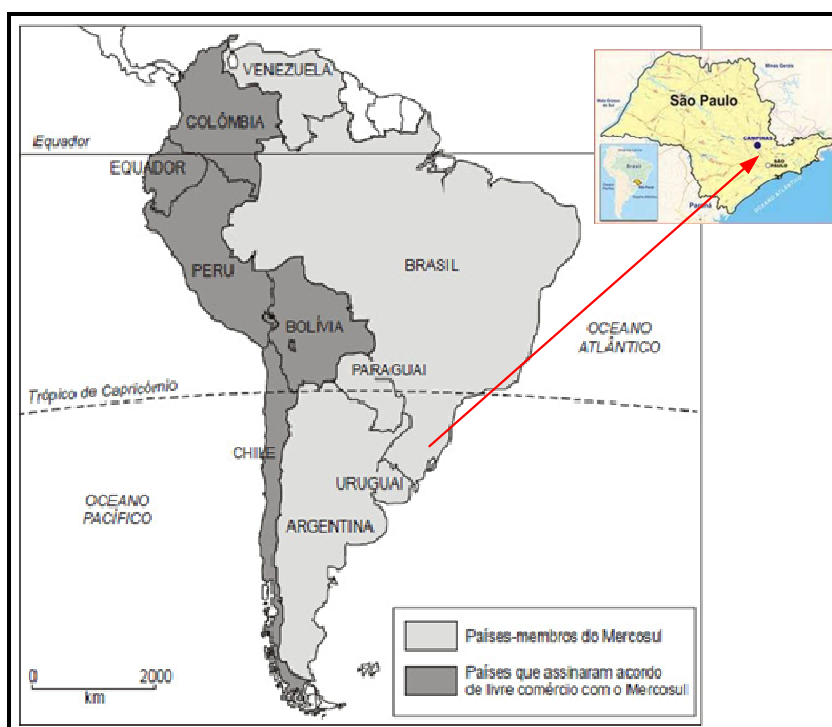 VENEZUELA
COLÔMBIA
Equador
EQUADOR
PERU
BRASIL
BOLÍVIA
OCEANO
ATLÂNTICO
PARAGUAI
Trópico de Capricórnio
CHILE
URUGUAI
OCEANO
PACÍFICO
ARGENTINA
Países-membros do Mercosul
Países que assinaram acordo
de livre comércio com o Mercosul
0 2000
km
Minas Gerais
São Paulo
Mato Grosso
do Sul
CAMPINAS
SÃO
PAULO
Brasil
Paraná
OCEANO ATLÂNTICO